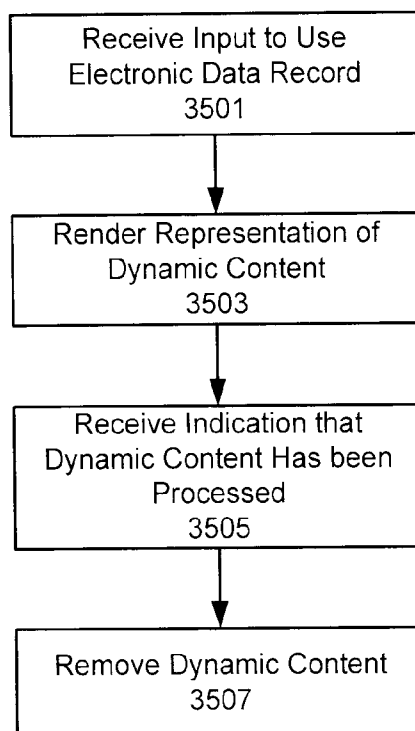 Receive Input to Use
Electronic Data Record
3501
Render Representation of
Dynamic Content
3503
Receive Indication that
Dynamic Content Has been
Processed
3505
Remove Dynamic Content
3507